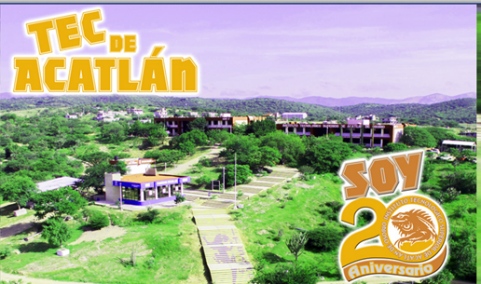 TEC DE
ACATLÁN
SOY
20
Aniversario